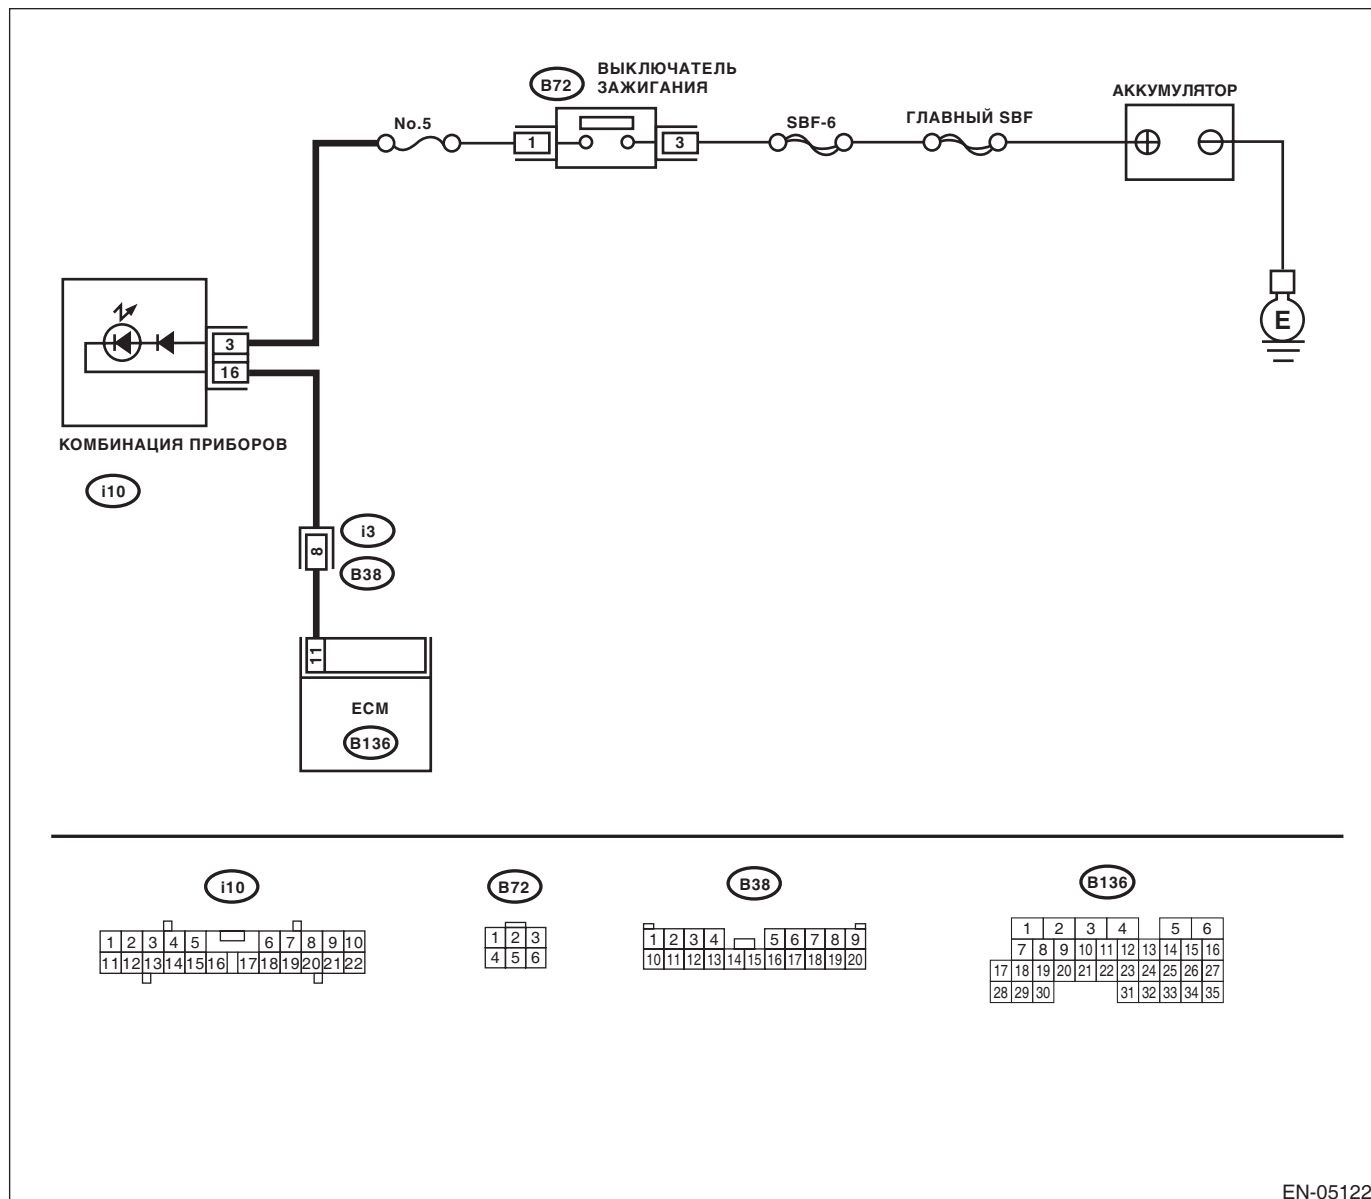 B72
ВЫКЛЮЧАТЕЛЬ
ЗАЖИГАНИЯ
No.5
1
3
SBF-6
ГЛАВНЫЙ SBF
АККУМУЛЯТОР
E
3
16
КОМБИНАЦИЯ ПРИБОРОВ
i10
8
i3
B38
11
ECM
B136
i10
1 2 3 4 5 6 7 8 9 10
11 12 13 14 15 16 17 18 19 20 21 22
B72
1 2 3
4 5 6
B38
1 2 3 4 5 6 7 8 9
10 11 12 13 14 15 16 17 18 19 20
B136
1 2 3 4 5 6
7 8 9 10 11 12 13 14 15 16
17 18 19 20 21 22 23 24 25 26 27
28 29 30 31 32 33 34 35
EN-05122